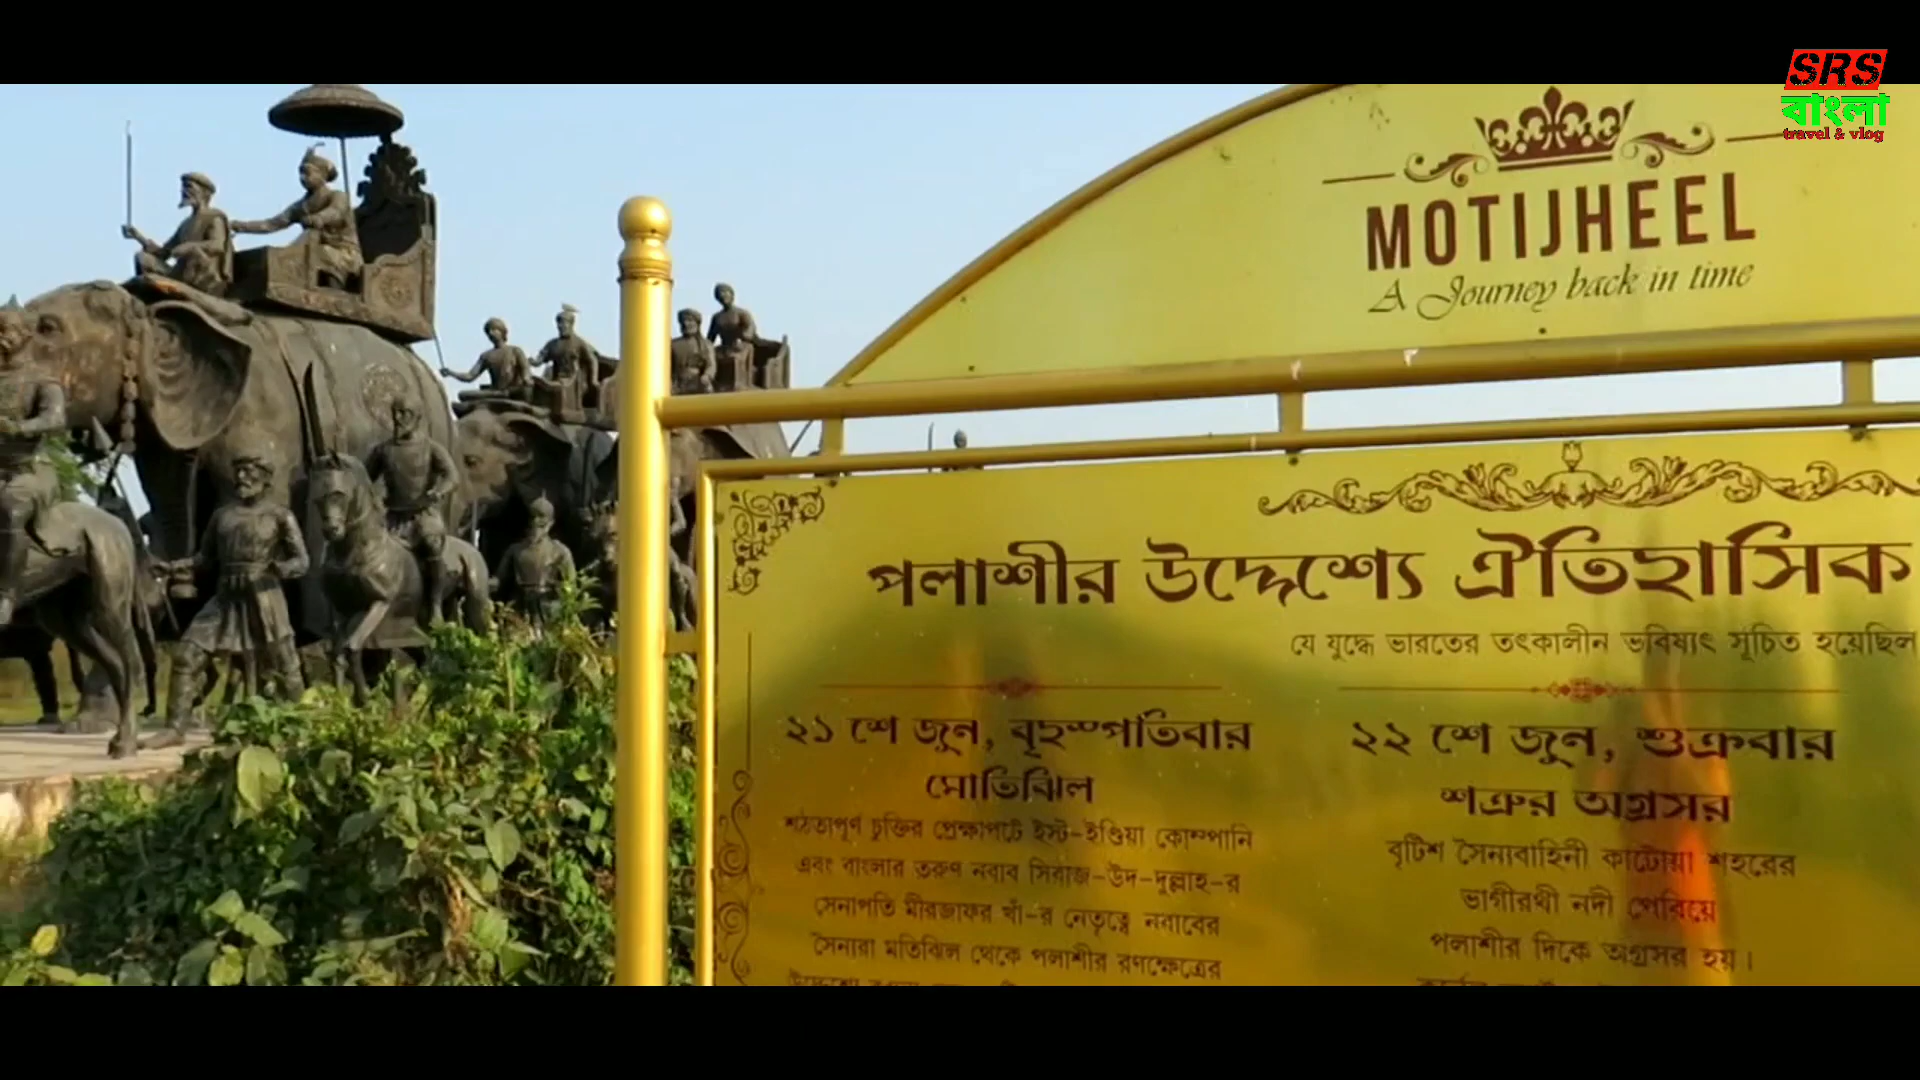 SRS
বাংলা
travel & vlog
MOTIJHEEL
A Journey back in time
পলাশীর উদ্দেশ্যে ঐতিহাসিক
যে যুদ্ধে ভারতের তৎকালীন ভবিষ্যৎ সূচিত হয়েছিল
২১ শে জুন, বৃহস্পতিবার
মোতিঝিল
শঠতাপূর্ণ চুক্তির প্রেক্ষাপটে ইস্ট-ইণ্ডিয়া কোম্পানি
এবং বাংলার তরুণ নবাব সিরাজ-উদ-দুল্লাহ-র
সেনাপতি মীরজাফর খাঁ-র নেতৃত্বে নবাবের
সৈন্যরা মতিঝিল থেকে পলাশীর রণক্ষেত্রের
২২ শে জুন, শুক্রবার
শত্রুর অগ্রসর
বৃটিশ সৈন্যবাহিনী কাটোয়া শহরের
ভাগীরথী নদী পেরিয়ে
পলাশীর দিকে অগ্রসর হয়।